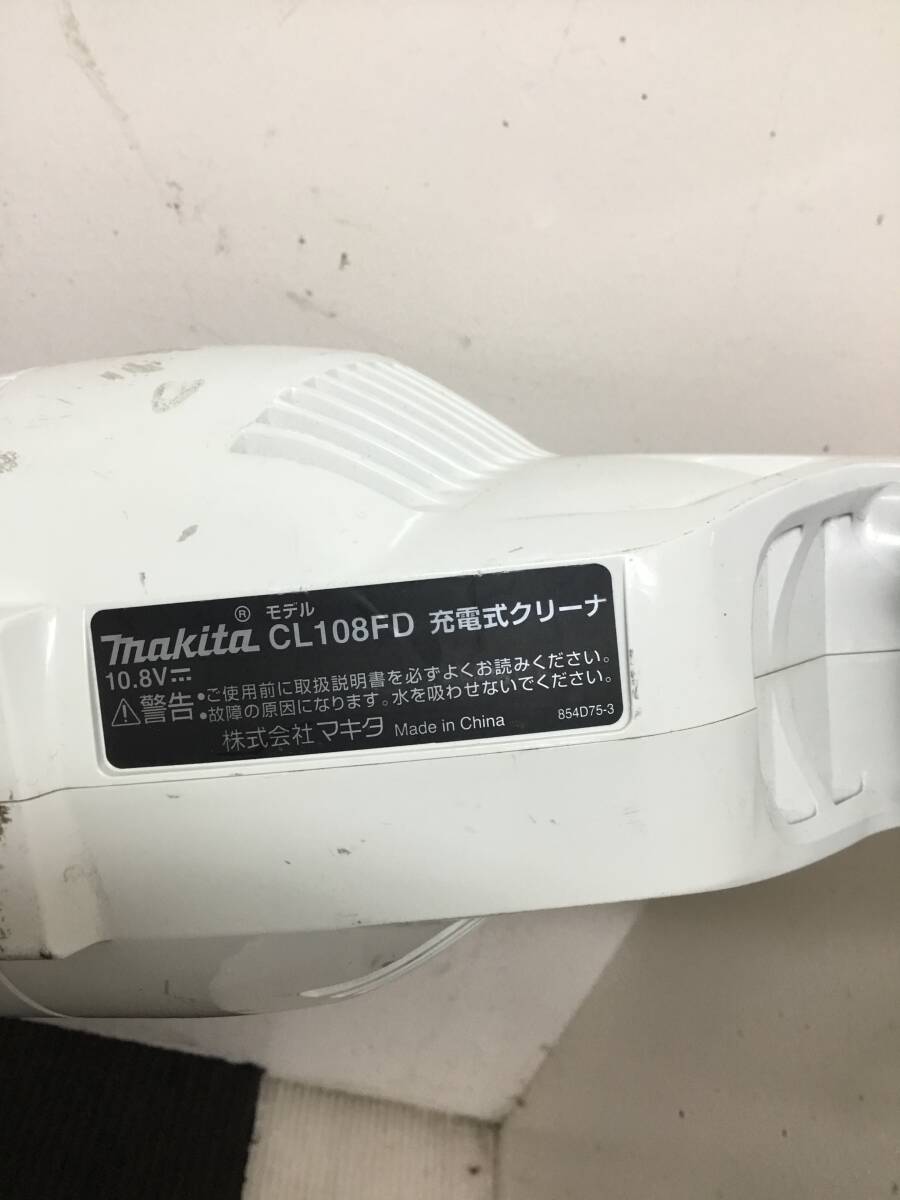 makita® モデル CL108FD 充電式クリーナ
10.8V⎓
⚠警告 •ご使用前に取扱説明書を必ずよくお読みください。
•故障の原因になります。水を吸わせないでください。
株式会社 マキタ Made in China 854D75-3